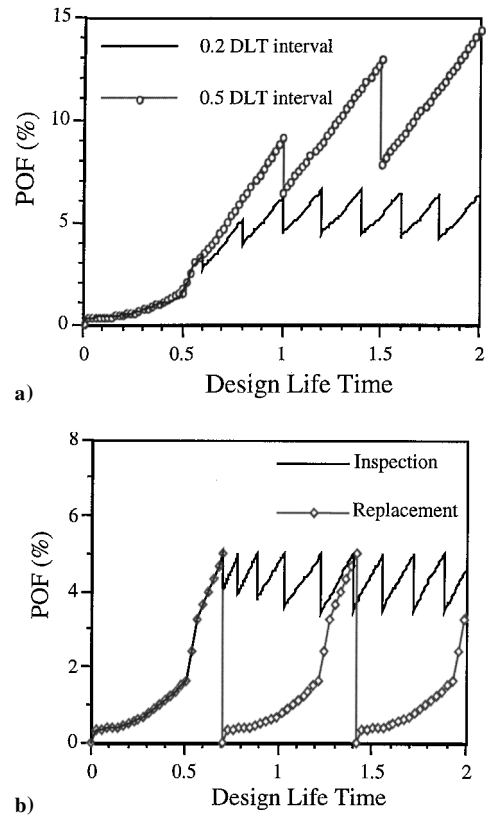 15
10
5
0
POF (%)
0.2 DLT interval
0.5 DLT interval
0
0.5
1
1.5
2
Design Life Time
a)
8
6
4
2
0
POF (%)
Inspection
Replacement
0
0.5
1
1.5
2
Design Life Time
b)